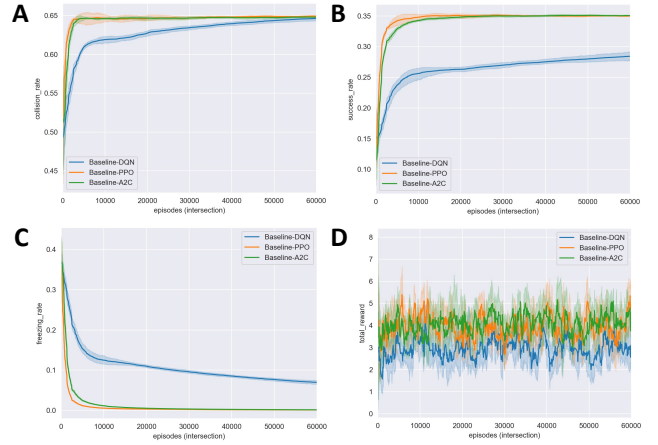 A
collision_rate
0.65
0.60
0.55
0.50
0.45
Baseline-DQN
Baseline-PPO
Baseline-A2C
0 10000 20000 30000 40000 50000 60000
episodes (intersection)
B
success_rate
0.35
0.30
0.25
0.20
0.15
0.10
Baseline-DQN
Baseline-PPO
Baseline-A2C
0 10000 20000 30000 40000 50000 60000
episodes (intersection)
C
freezing_rate
0.4
0.3
0.2
0.1
0.0
Baseline-DQN
Baseline-PPO
Baseline-A2C
0 10000 20000 30000 40000 50000 60000
episodes (intersection)
D
total_reward
8
7
6
5
4
3
2
1
0
Baseline-DQN
Baseline-PPO
Baseline-A2C
0 10000 20000 30000 40000 50000 60000
episodes (intersection)